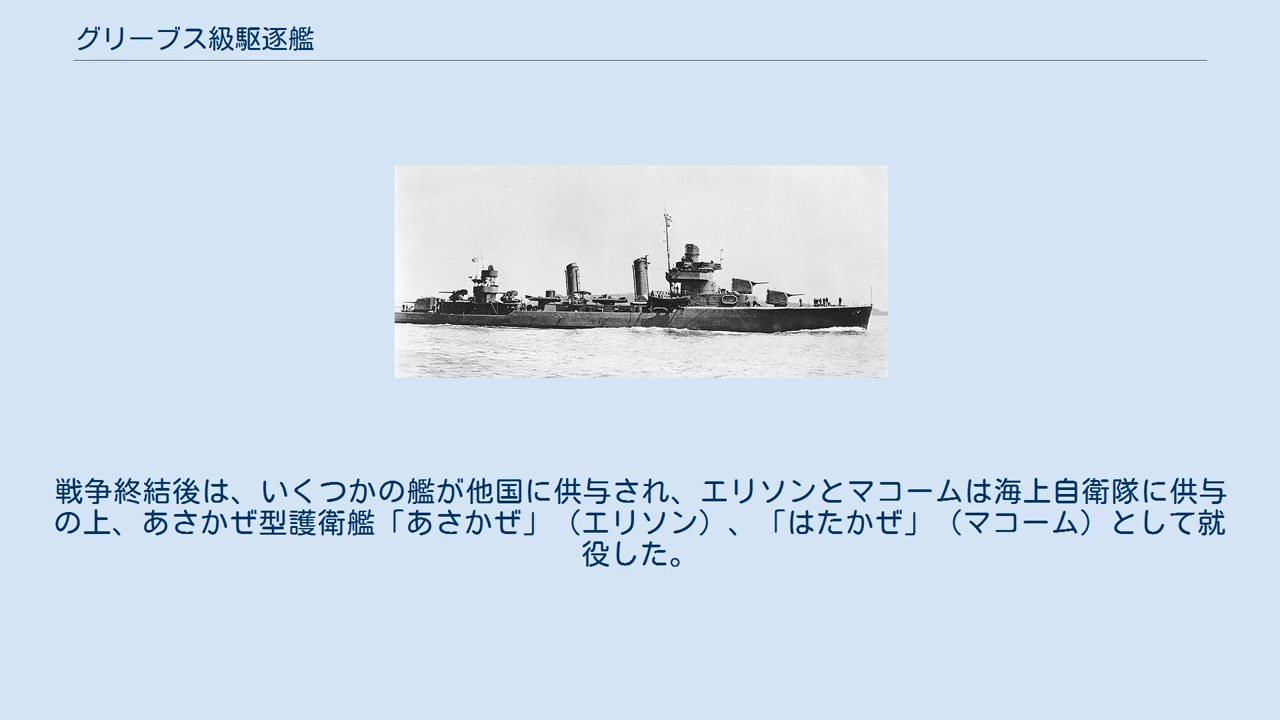 グリーブス級駆逐艦
戦争終結後は、いくつかの艦が他国に供与され、エリソンとマコームは海上自衛隊に供与
の上、あさかぜ型護衛艦「あさかぜ」（エリソン）、「はたかぜ」（マコーム）として就
役した。